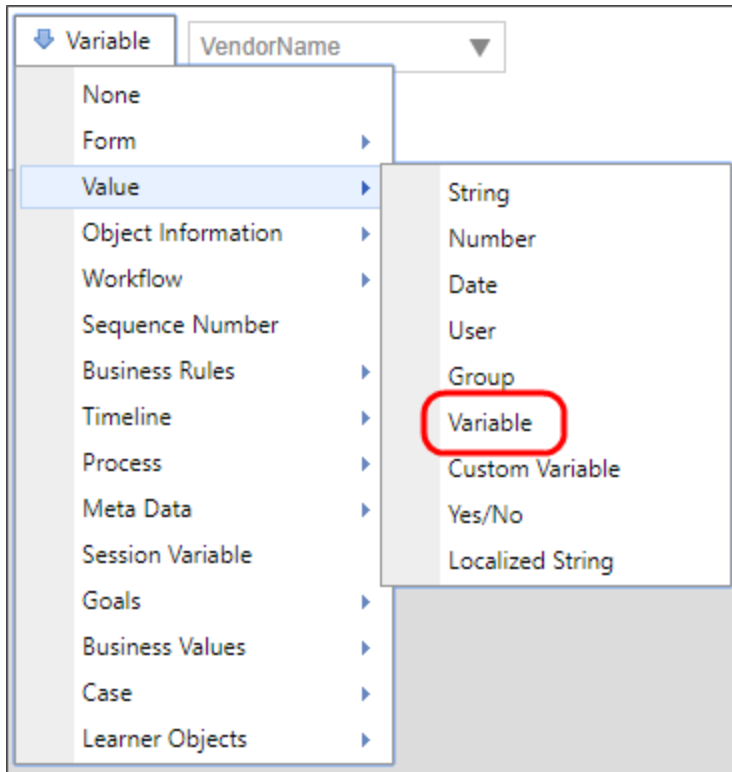 Variable
VendorName
None
Form
Value
Object Information
Workflow
Sequence Number
Business Rules
Timeline
Process
Meta Data
Session Variable
Goals
Business Values
Case
Learner Objects
String
Number
Date
User
Group
Variable
Custom Variable
Yes/No
Localized String